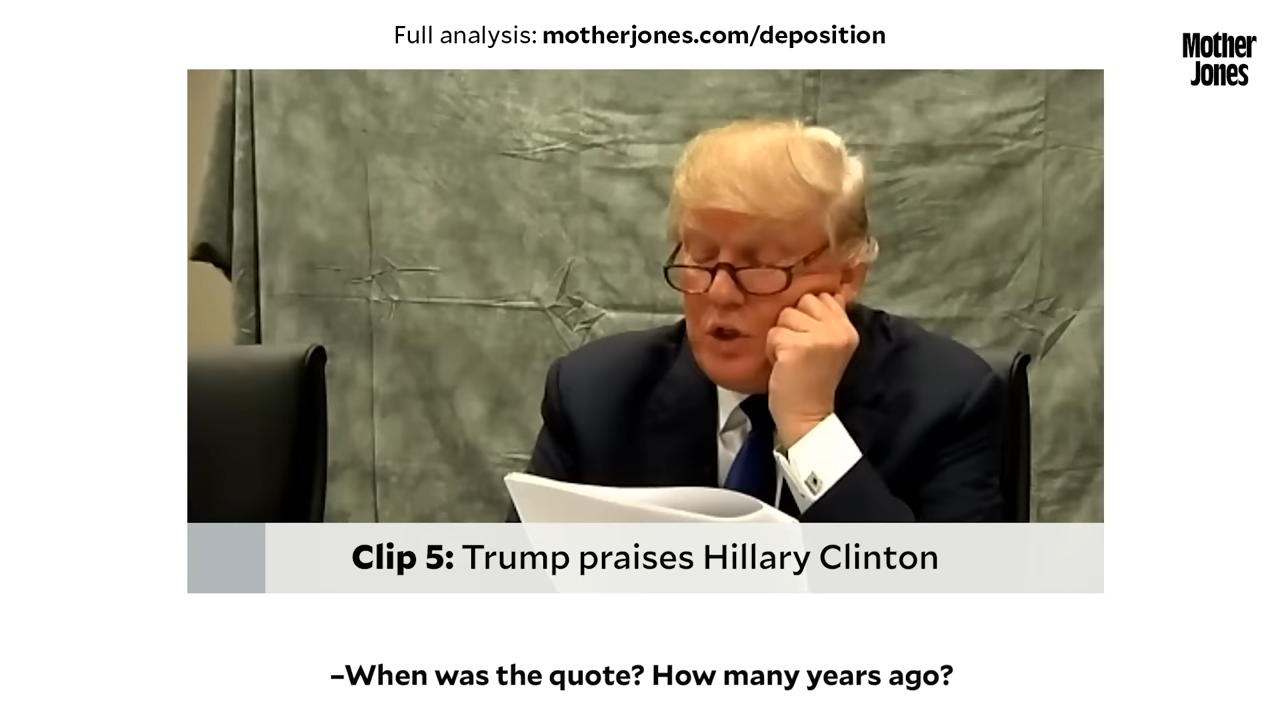 Full analysis: motherjones.com/deposition
Mother
Jones
Clip 5: Trump praises Hillary Clinton
–When was the quote? How many years ago?